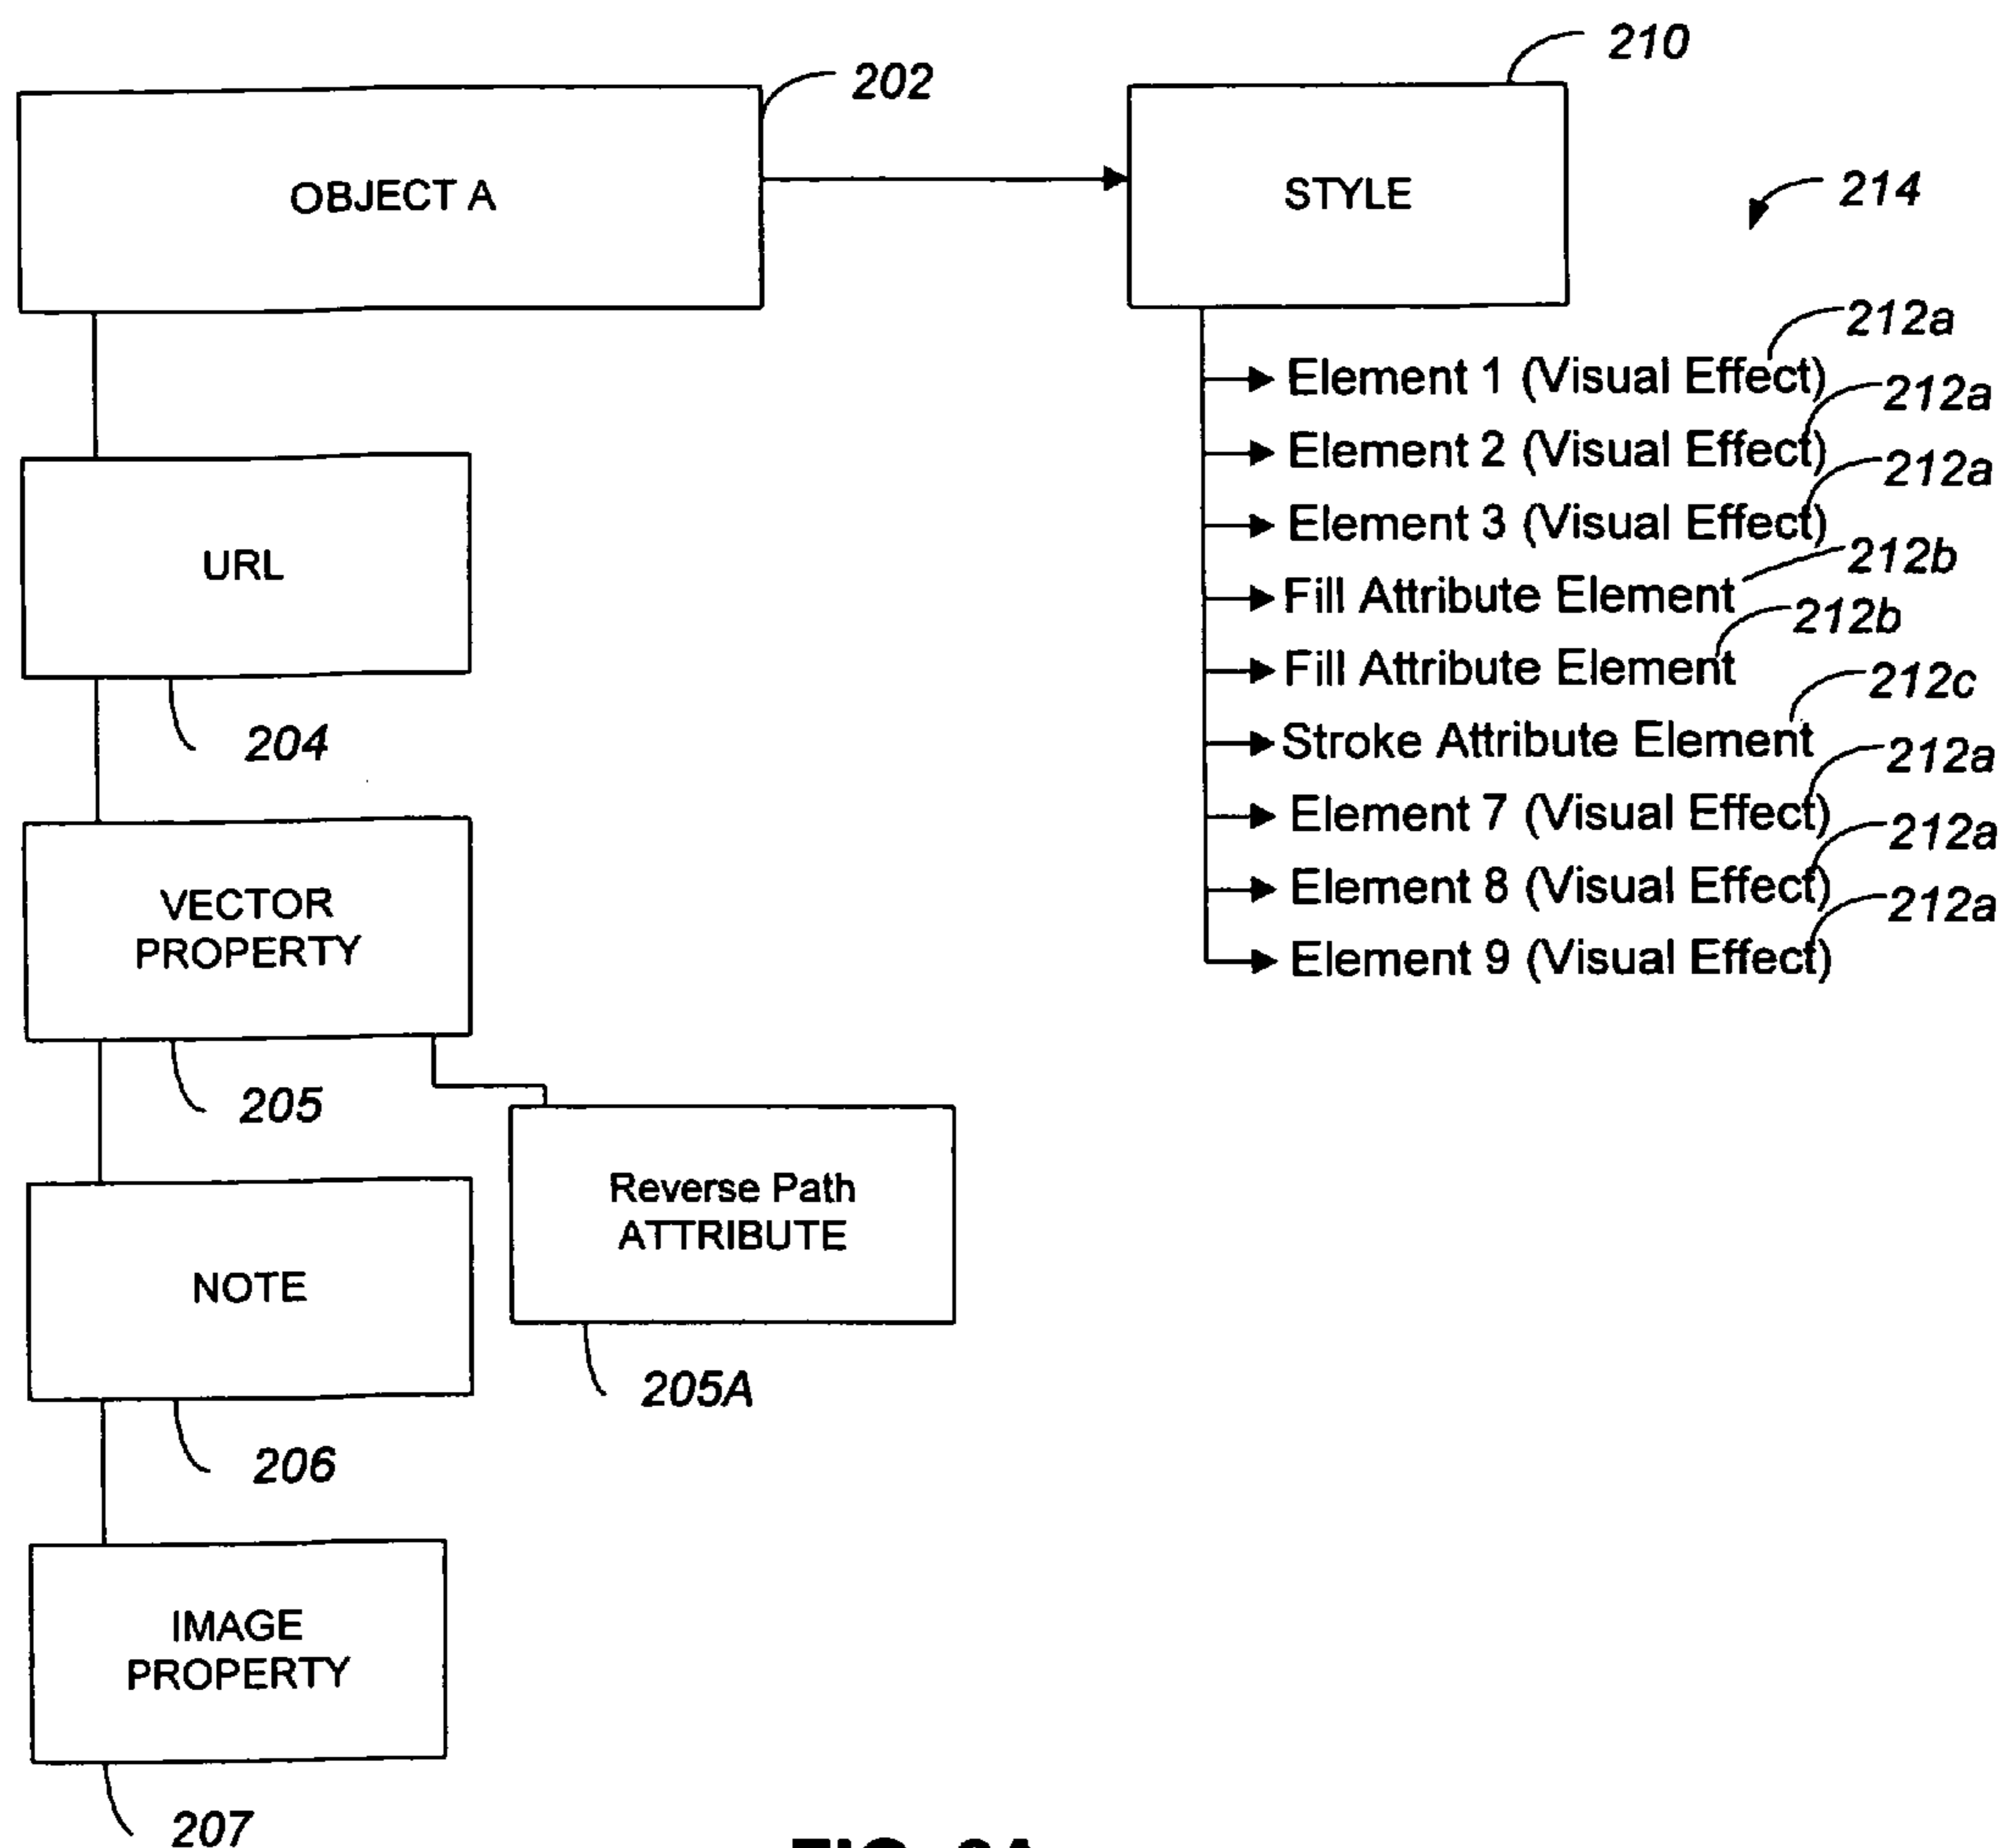 202
210
OBJECT A
STYLE
214
212a
Element 1 (Visual Effect)
212a
Element 2 (Visual Effect)
212a
Element 3 (Visual Effect)
212b
Fill Attribute Element
212b
Fill Attribute Element
212c
Stroke Attribute Element
212a
Element 7 (Visual Effect)
212a
Element 8 (Visual Effect)
212a
Element 9 (Visual Effect)
URL
204
VECTOR
PROPERTY
205
Reverse Path
ATTRIBUTE
205A
NOTE
206
IMAGE
PROPERTY
207